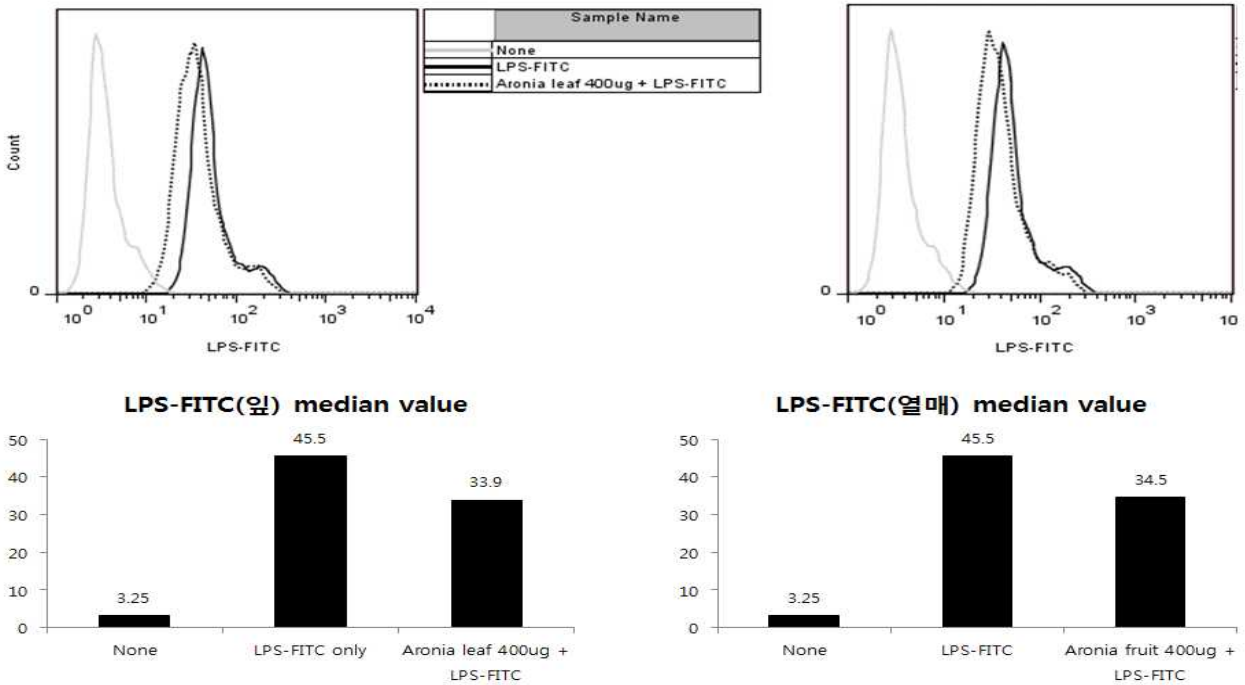 Sample Name
None
LPS-FITC
Aronia leaf 400ug + LPS-FITC
Count
0
10^0 10^1 10^2 10^3 10^4
LPS-FITC
0
10^0 10^1 10^2 10^3 10
LPS-FITC
LPS-FITC(잎) median value
50
40
30
20
10
0
3.25
45.5
33.9
None
LPS-FITC only
Aronia leaf 400ug +
LPS-FITC
LPS-FITC(열매) median value
50
40
30
20
10
0
3.25
45.5
34.5
None
LPS-FITC
Aronia fruit 400ug +
LPS-FITC